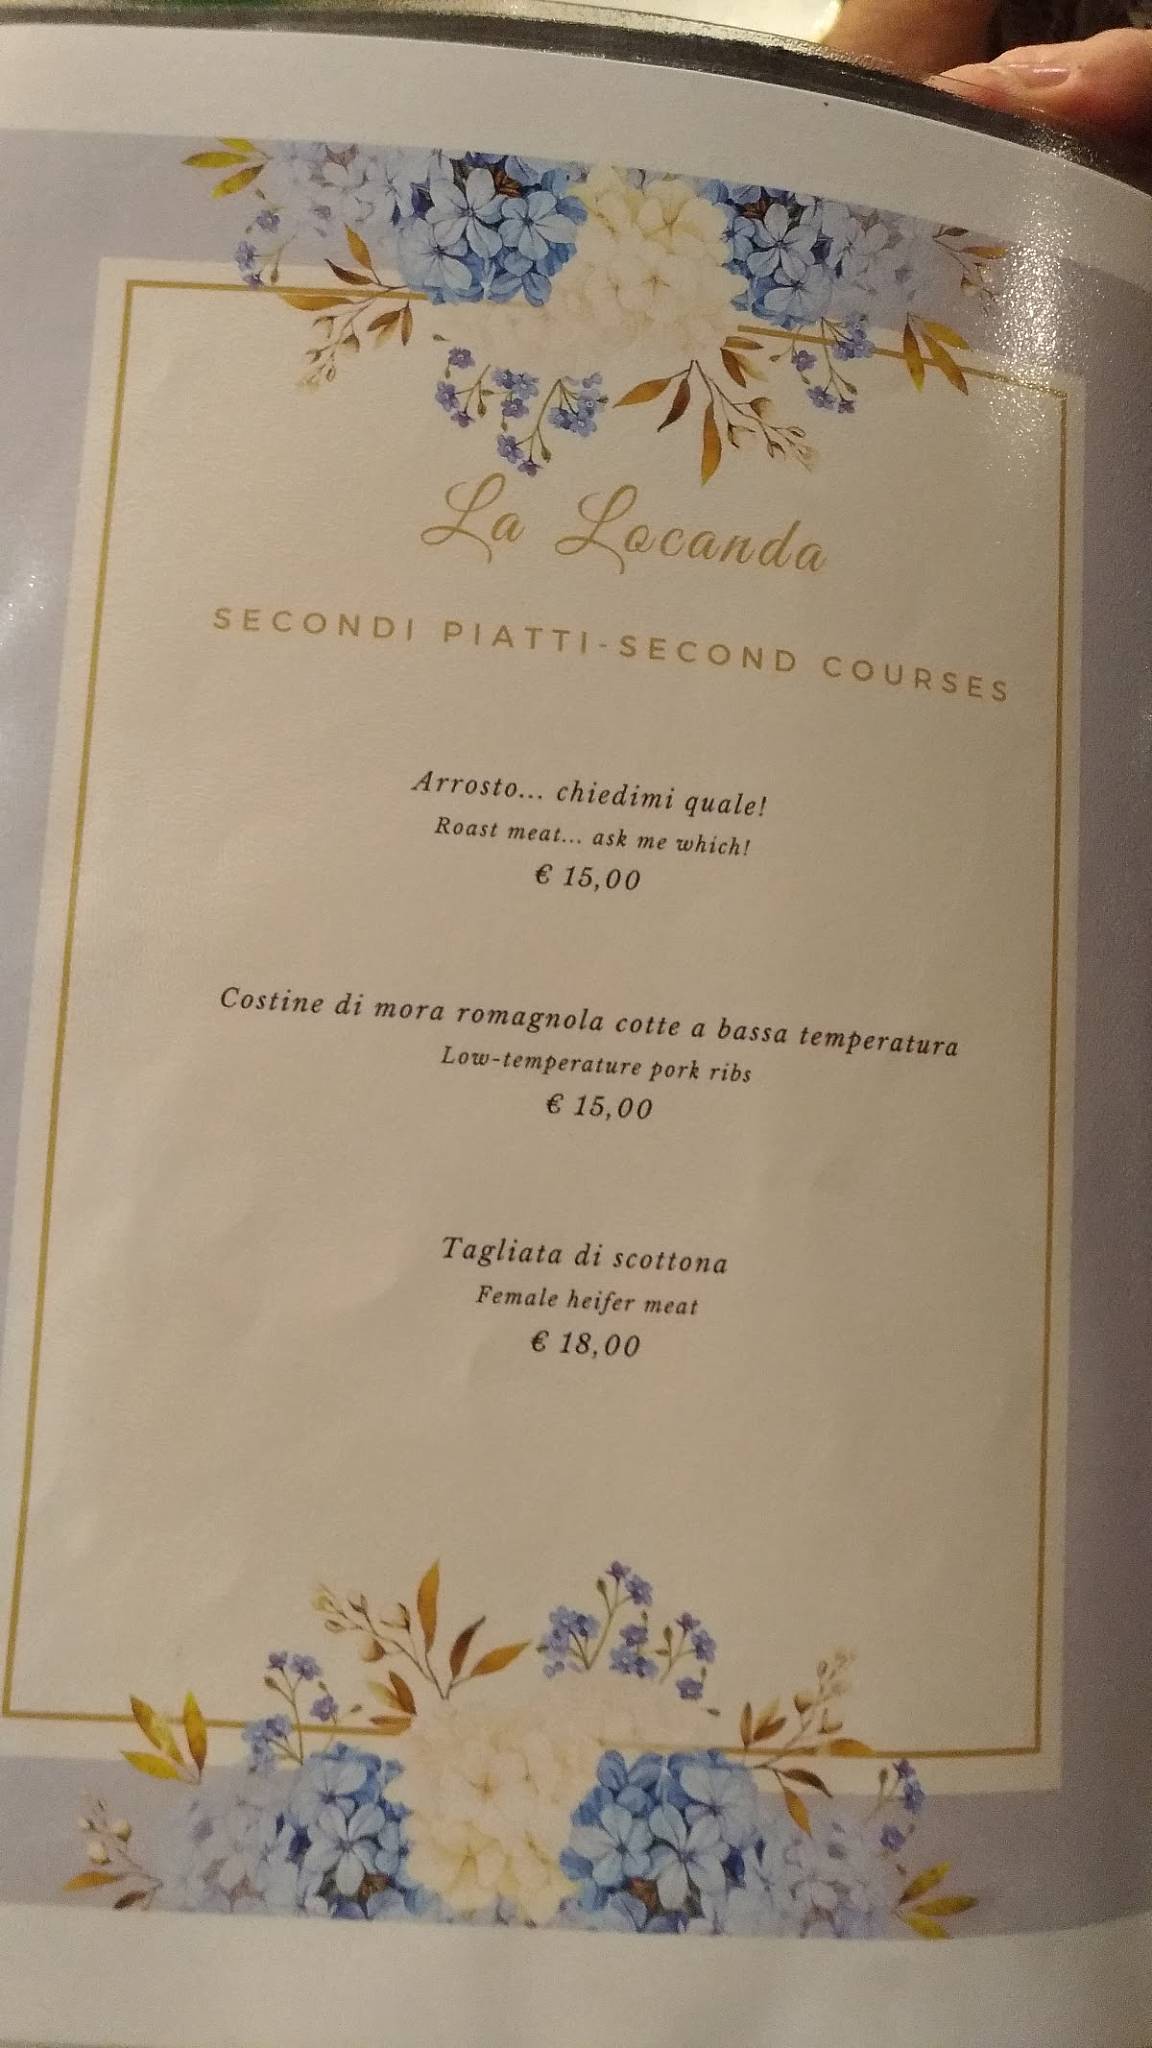 La Locanda
SECONDI PIATTI-SECOND COURSES
Arrosto... chiedimi quale!
Roast meat... ask me which!
€ 15,00
Costine di mora romagnola cotte a bassa temperatura
Low-temperature pork ribs
€ 15,00
Tagliata di scottona
Female heifer meat
€ 18,00